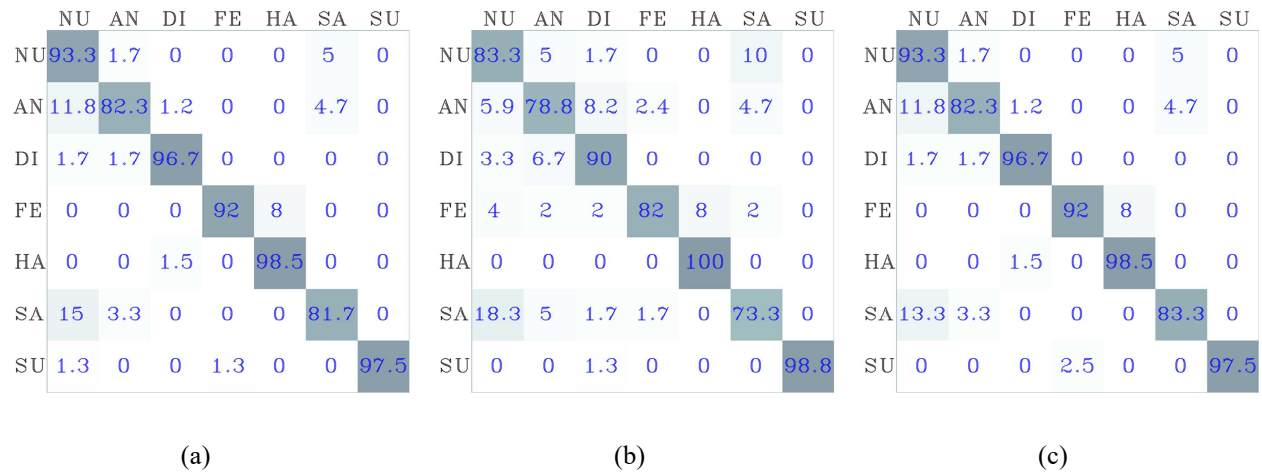 NU AN DI FE HA SA SU
NU 93.3 1.7 0 0 0 5 0
AN 11.8 82.3 1.2 0 0 4.7 0
DI 1.7 1.7 96.7 0 0 0 0
FE 0 0 0 92 8 0 0
HA 0 0 1.5 0 98.5 0 0
SA 15 3.3 0 0 0 81.7 0
SU 1.3 0 0 1.3 0 0 97.5
(a)
NU AN DI FE HA SA SU
NU 83.3 5 1.7 0 0 10 0
AN 5.9 78.8 8.2 2.4 0 4.7 0
DI 3.3 6.7 90 0 0 0 0
FE 4 2 2 82 8 2 0
HA 0 0 0 0 100 0 0
SA 18.3 5 1.7 1.7 0 73.3 0
SU 0 0 1.3 0 0 0 98.8
(b)
NU AN DI FE HA SA SU
NU 93.3 1.7 0 0 0 5 0
AN 11.8 82.3 1.2 0 0 4.7 0
DI 1.7 1.7 96.7 0 0 0 0
FE 0 0 0 92 8 0 0
HA 0 0 1.5 0 98.5 0 0
SA 13.3 3.3 0 0 0 83.3 0
SU 0 0 0 2.5 0 0 97.5
(c)